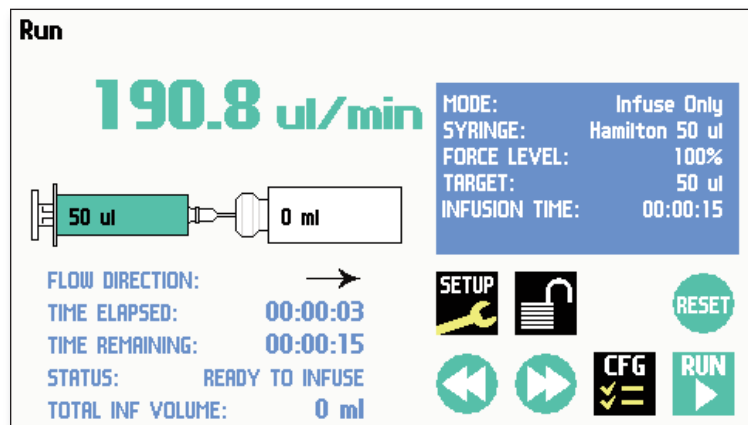 Run
190.8 ul/min
MODE: Infuse Only
SYRINGE: Hamilton 50 ul
FORCE LEVEL: 100%
TARGET: 50 ul
INFUSION TIME: 00:00:15
50 ul
0 ml
FLOW DIRECTION:
TIME ELAPSED: 00:00:03
TIME REMAINING: 00:00:15
STATUS: READY TO INFUSE
TOTAL INF VOLUME: 0 ml
SETUP
RESET
CFG
RUN